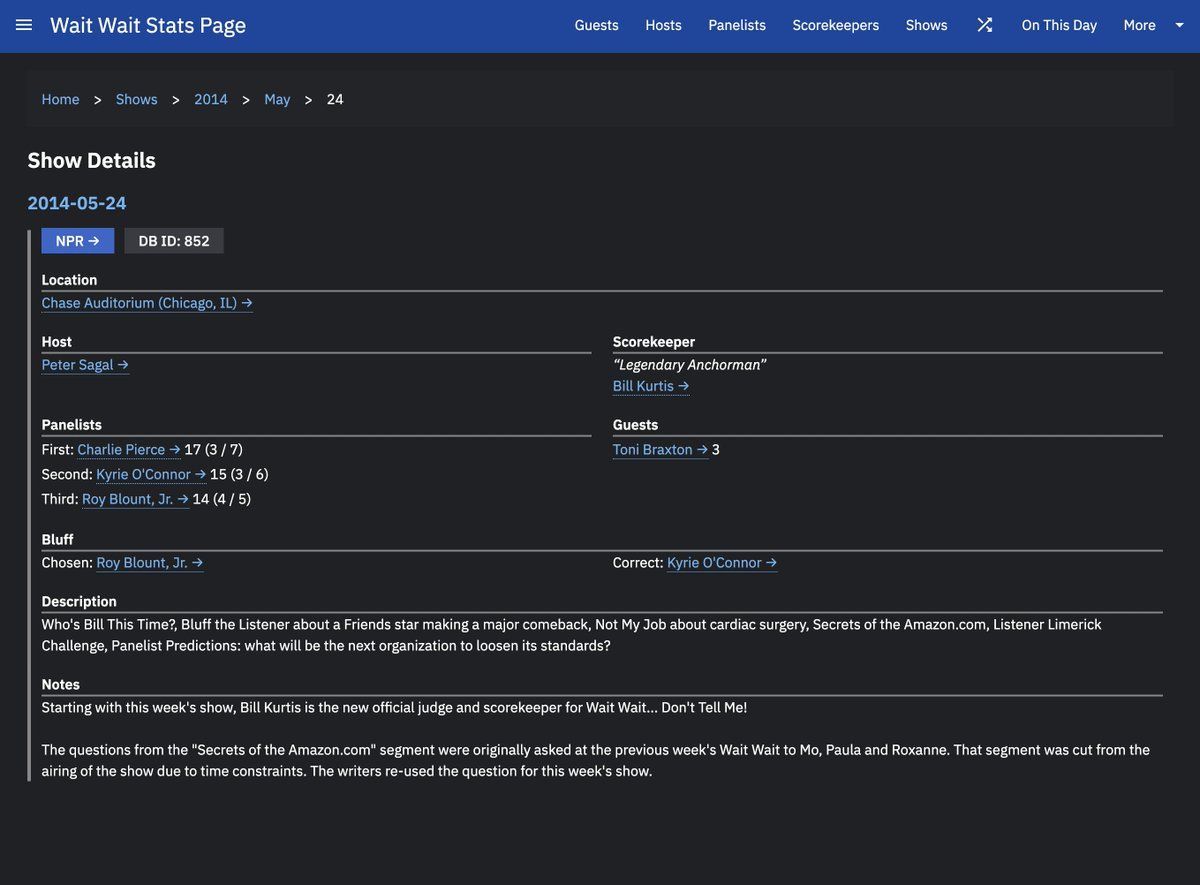 Wait Wait Stats Page
Guests Hosts Panelists Scorekeepers Shows On This Day More
Home > Shows > 2014 > May > 24
Show Details
2014-05-24
NPR → DB ID: 852
Location
Chase Auditorium (Chicago, IL) →
Host
Peter Sagal →
Scorekeeper
“Legendary Anchorman”
Bill Kurtis →
Panelists
First: Charlie Pierce → 17 (3 / 7)
Second: Kyrie O'Connor → 15 (3 / 6)
Third: Roy Blount, Jr. → 14 (4 / 5)
Guests
Toni Braxton → 3
Bluff
Chosen: Roy Blount, Jr. →
Correct: Kyrie O'Connor →
Description
Who's Bill This Time?, Bluff the Listener about a Friends star making a major comeback, Not My Job about cardiac surgery, Secrets of the Amazon.com, Listener Limerick
Challenge, Panelist Predictions: what will be the next organization to loosen its standards?
Notes
Starting with this week's show, Bill Kurtis is the new official judge and scorekeeper for Wait Wait... Don't Tell Me!
The questions from the "Secrets of the Amazon.com" segment were originally asked at the previous week's Wait Wait to Mo, Paula and Roxanne. That segment was cut from the
airing of the show due to time constraints. The writers re-used the question for this week's show.